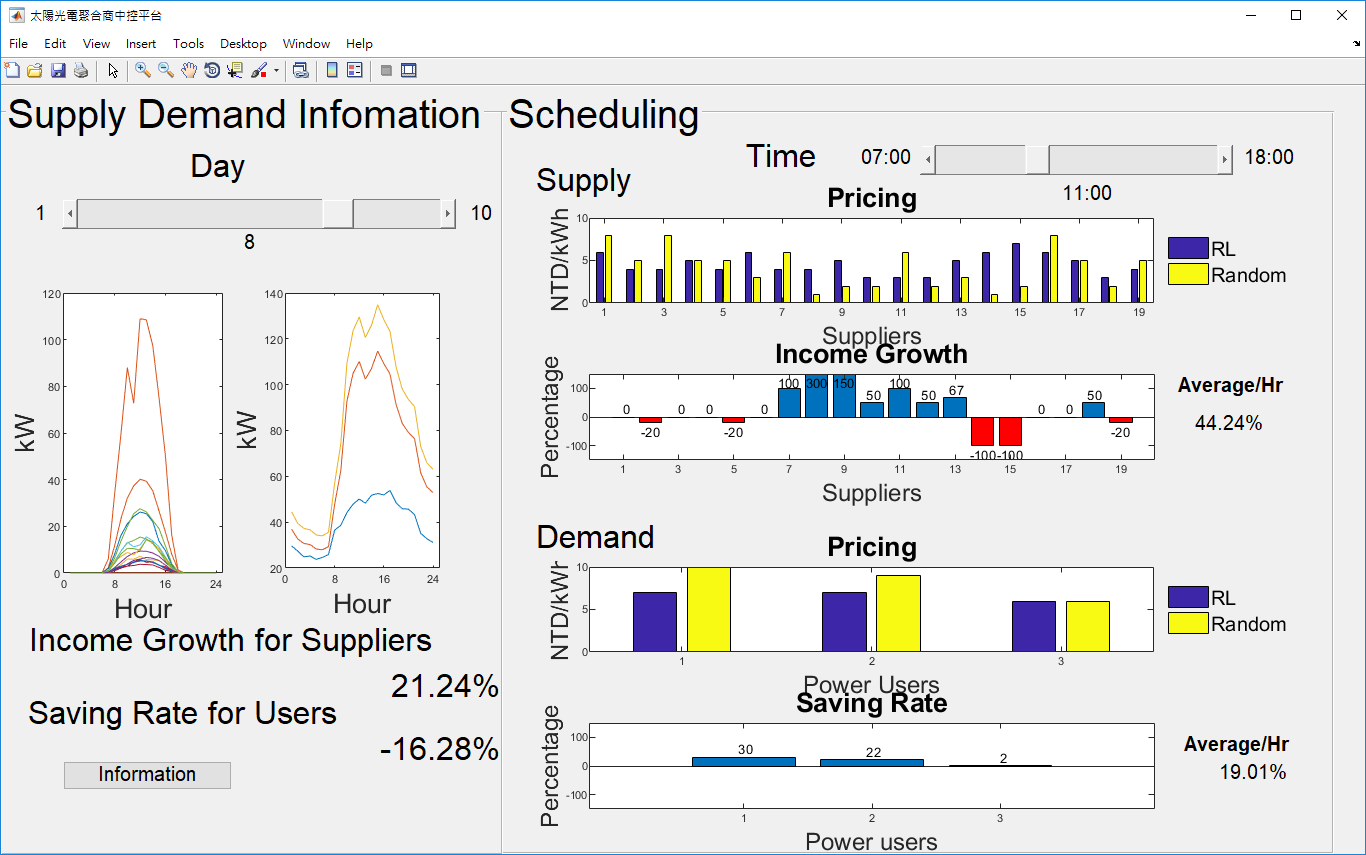 太陽光電聚合商中控平台
File Edit View Insert Tools Desktop Window Help
Supply Demand Infomation
Day
1 10
8
kW
120
100
80
60
40
20
0
0 8 16 24
Hour
kW
140
120
100
80
60
40
20
0 8 16 24
Hour
Income Growth for Suppliers
21.24%
Saving Rate for Users
-16.28%
Information
Scheduling
Time 07:00 18:00
11:00
Supply
Pricing
NTD/kWh
10
5
0
1 3 5 7 9 11 13 15 17 19
Suppliers
RL
Random
Income Growth
Percentage
100
0
-100
0 -20 0 0 -20 0 100 300 150 50 100 50 67 -100 -100 0 0 50 -20
1 3 5 7 9 11 13 15 17 19
Suppliers
Average/Hr
44.24%
Demand
Pricing
NTD/kWh
10
5
0
1 2 3
Power Users
RL
Random
Saving Rate
Percentage
100
0
-100
30 22 2
1 2 3
Power users
Average/Hr
19.01%